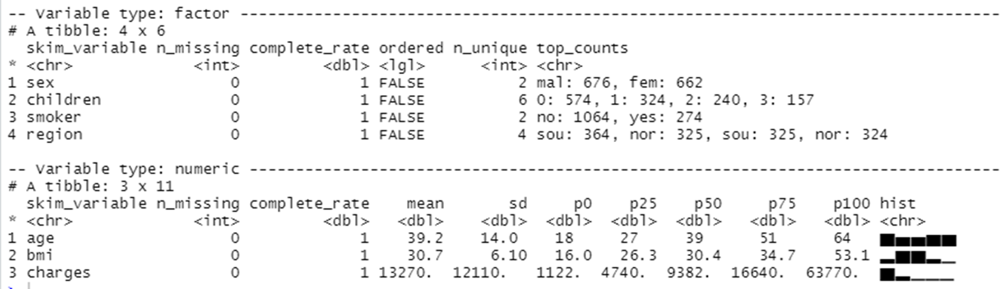 -- Variable type: factor ---------------------------------------------------------------------------------
# A tibble: 4 x 6
  skim_variable n_missing complete_rate ordered n_unique top_counts
* <chr>             <int>         <dbl> <lgl>      <int> <chr>
1 sex                   0             1 FALSE          2 mal: 676, fem: 662
2 children              0             1 FALSE          6 0: 574, 1: 324, 2: 240, 3: 157
3 smoker                0             1 FALSE          2 no: 1064, yes: 274
4 region                0             1 FALSE          4 sou: 364, nor: 325, sou: 325, nor: 324
-- Variable type: numeric --------------------------------------------------------------------------------
# A tibble: 3 x 11
  skim_variable n_missing complete_rate    mean       sd     p0    p25    p50     p75    p100 hist
* <chr>             <int>         <dbl>   <dbl>    <dbl>  <dbl>  <dbl>  <dbl>   <dbl>   <dbl> <chr>
1 age                   0             1    39.2    14.0    18     27     39      51      64   ▇▃▃▅▅
2 bmi                   0             1    30.7     6.10   16.0   26.3   30.4    34.7    53.1 ▂▇▇▂▁
3 charges               0             1 13270.  12110.   1122.  4740.  9382.  16640.  63770.  ▇▂▁▁▁